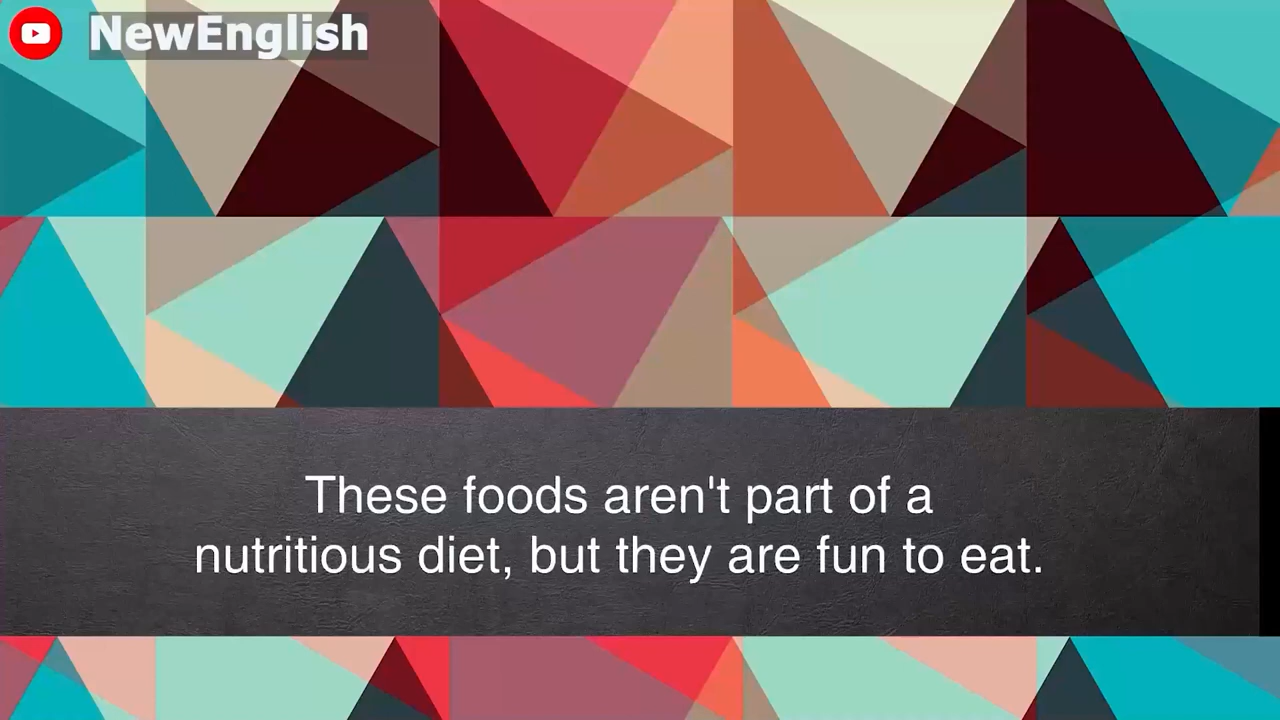 NewEnglish
These foods aren't part of a
nutritious diet, but they are fun to eat.